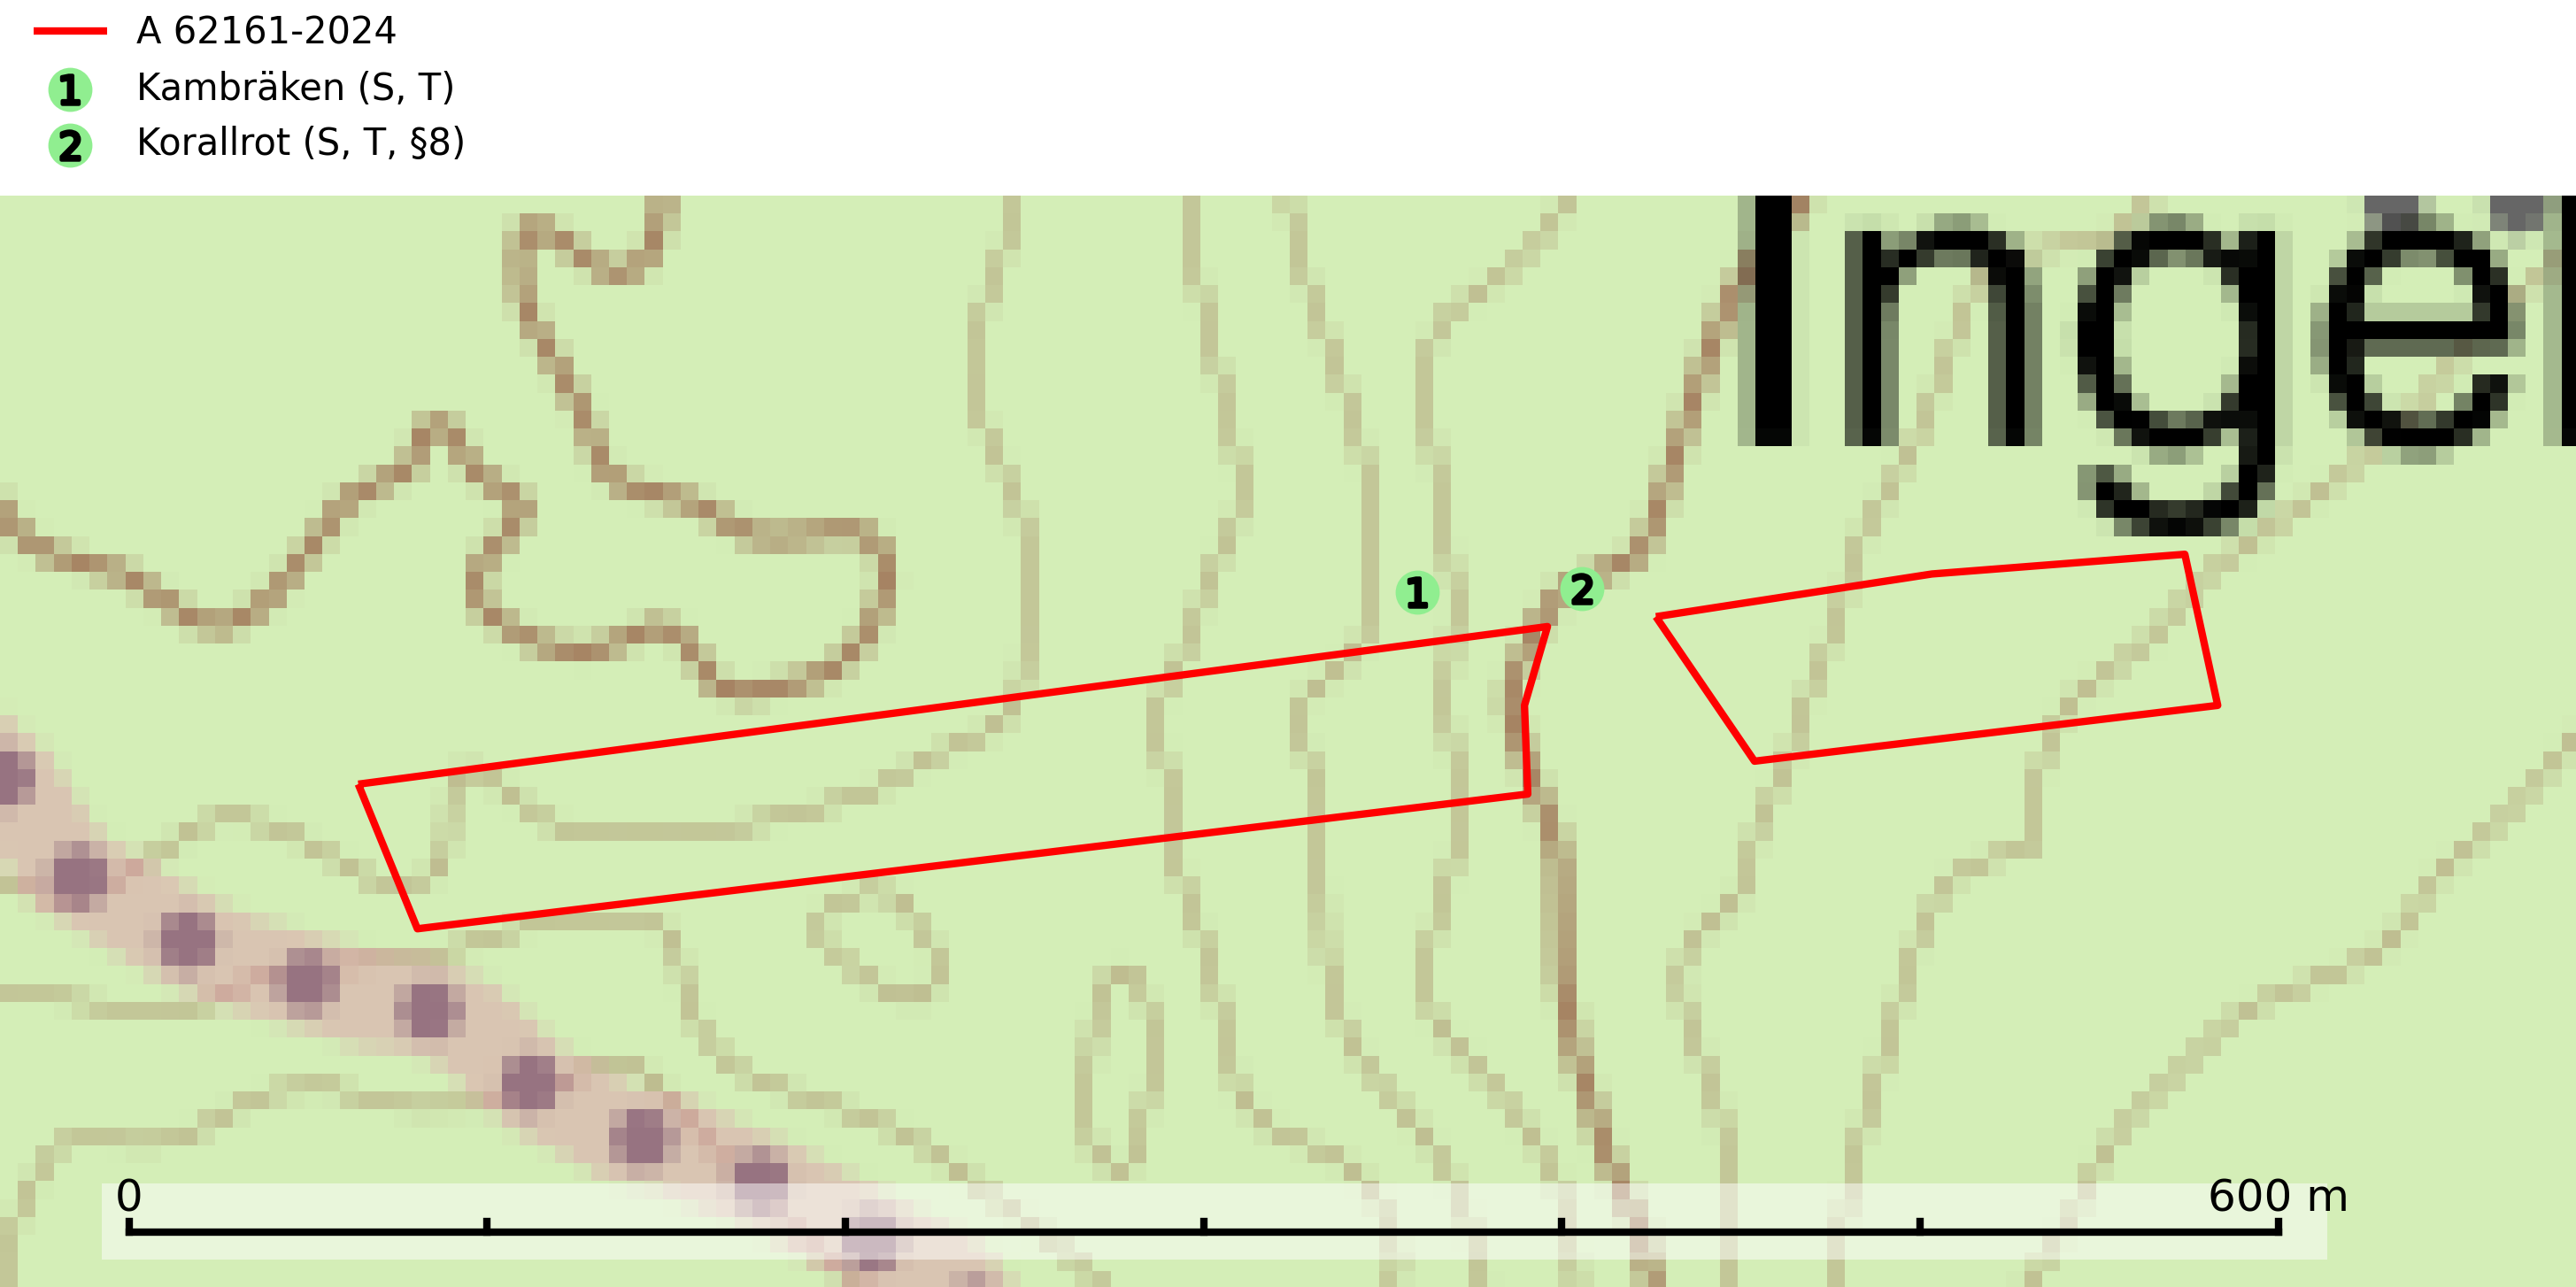 A 62161-2024
1 Kambräken (S, T)
2 Korallrot (S, T, §8)
Inge
1 2
0 600 m